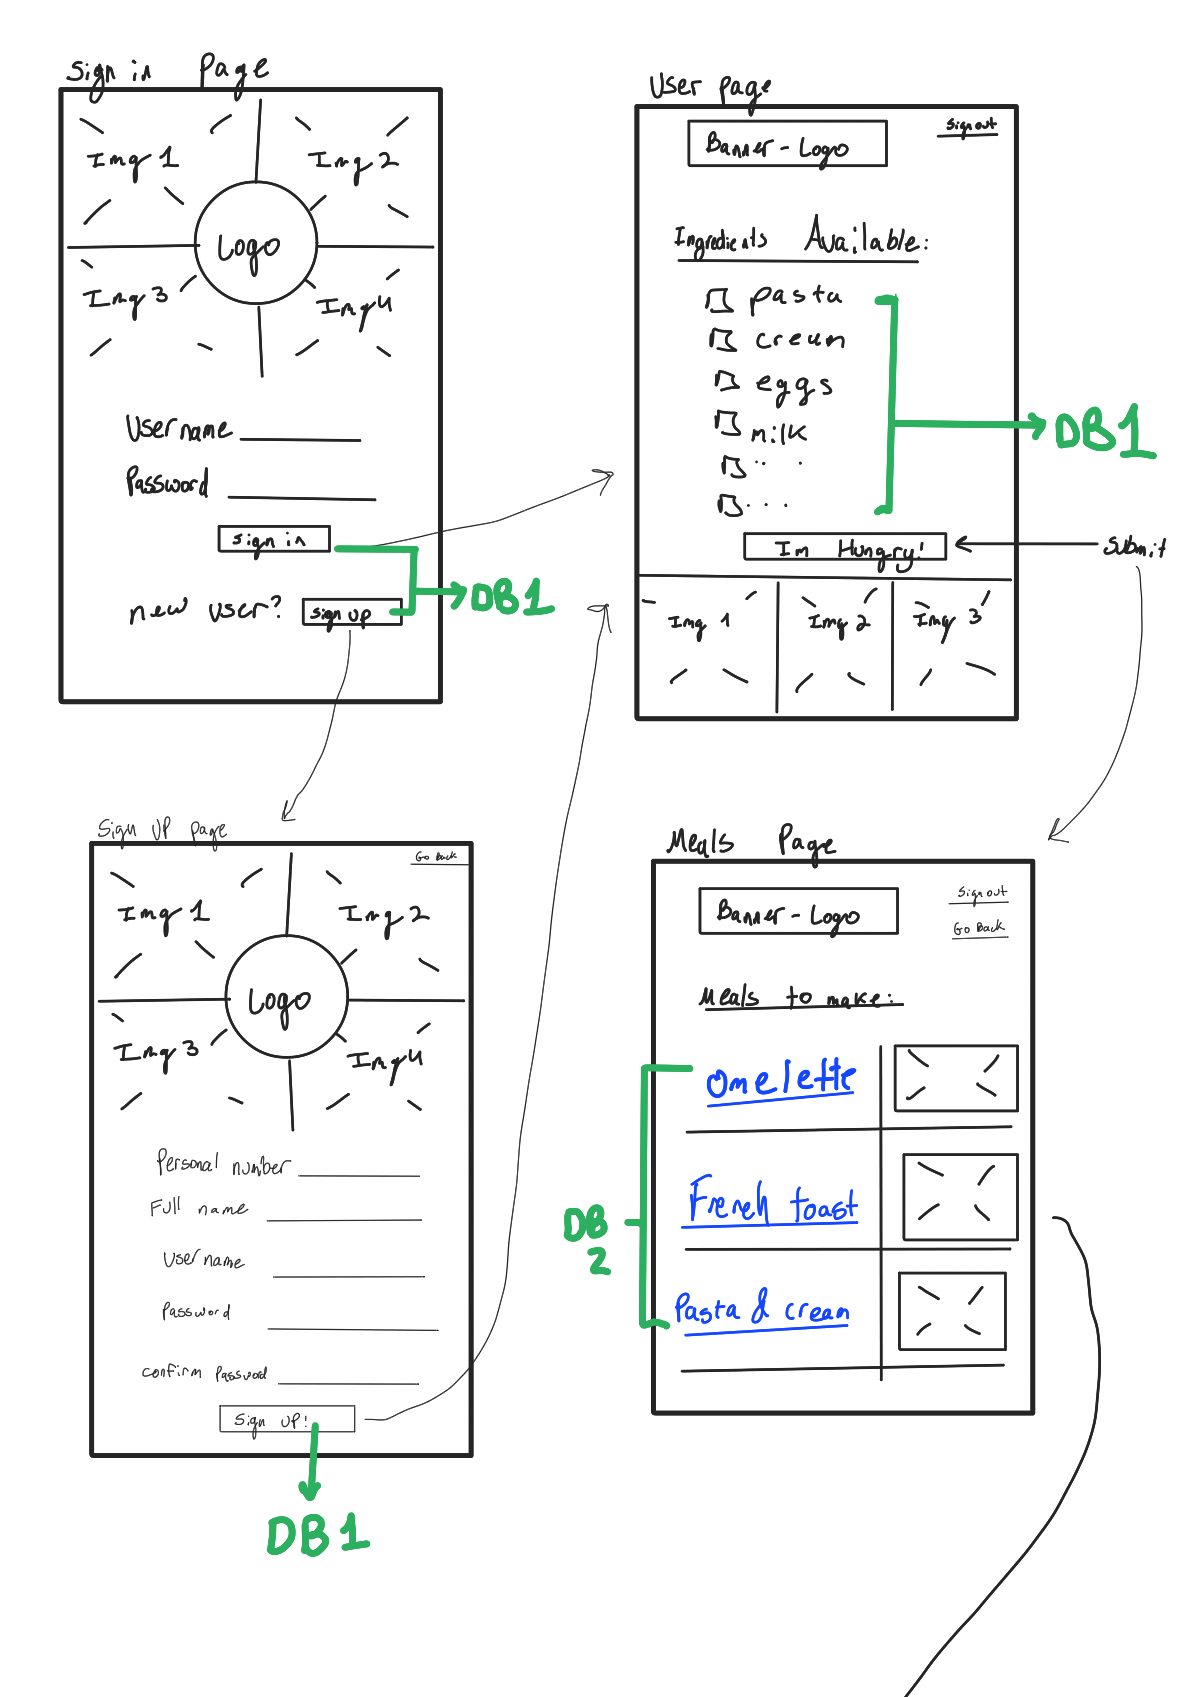 Sign in Page
Img 1
Img 2
Logo
Img 3
Img 4
Username
Password
sign in
DB1
new user?
sign up
User page
Banner - Logo
Sign out
Ingredients Available:
pasta
cream
eggs
milk
...
...
DB1
Im Hungry!
Submit
Img 1
Img 2
Img 3
Sign UP Page
Go Back
Img 1
Img 2
Logo
Img 3
Img 4
Personal number
Full name
Username
Password
confirm Password
Sign UP!
DB1
Meals Page
Banner - Logo
Sign out
Go Back
Meals to make:
omelette
French toast
Pasta & cream
DB
2